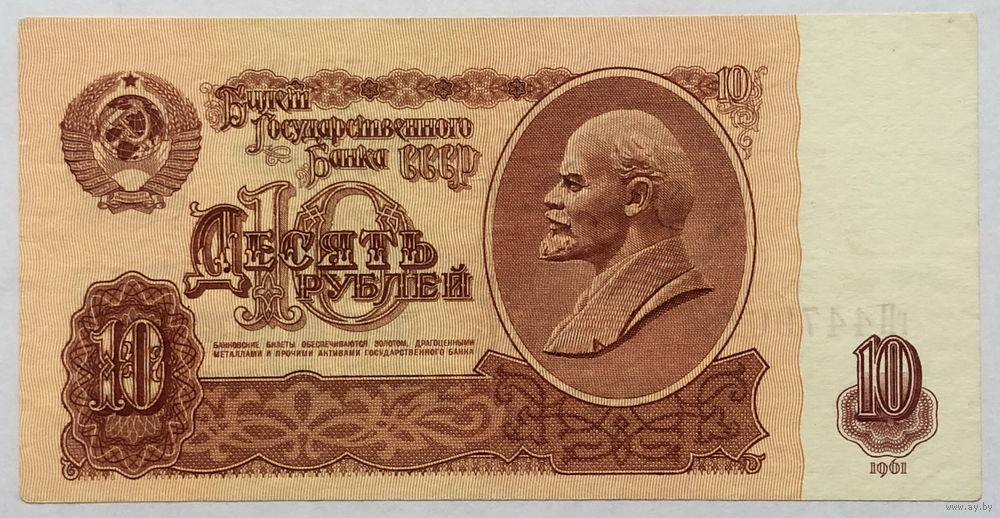 10
Билет
Государственного
Банка СССР
10
Десять
рублей
БАНКОВСКИЕ БИЛЕТЫ ОБЕСПЕЧИВАЮТСЯ ЗОЛОТОМ, ДРАГОЦЕННЫМИ
МЕТАЛЛАМИ И ПРОЧИМИ АКТИВАМИ ГОСУДАРСТВЕННОГО БАНКА
10
10
1961
www.ay.by